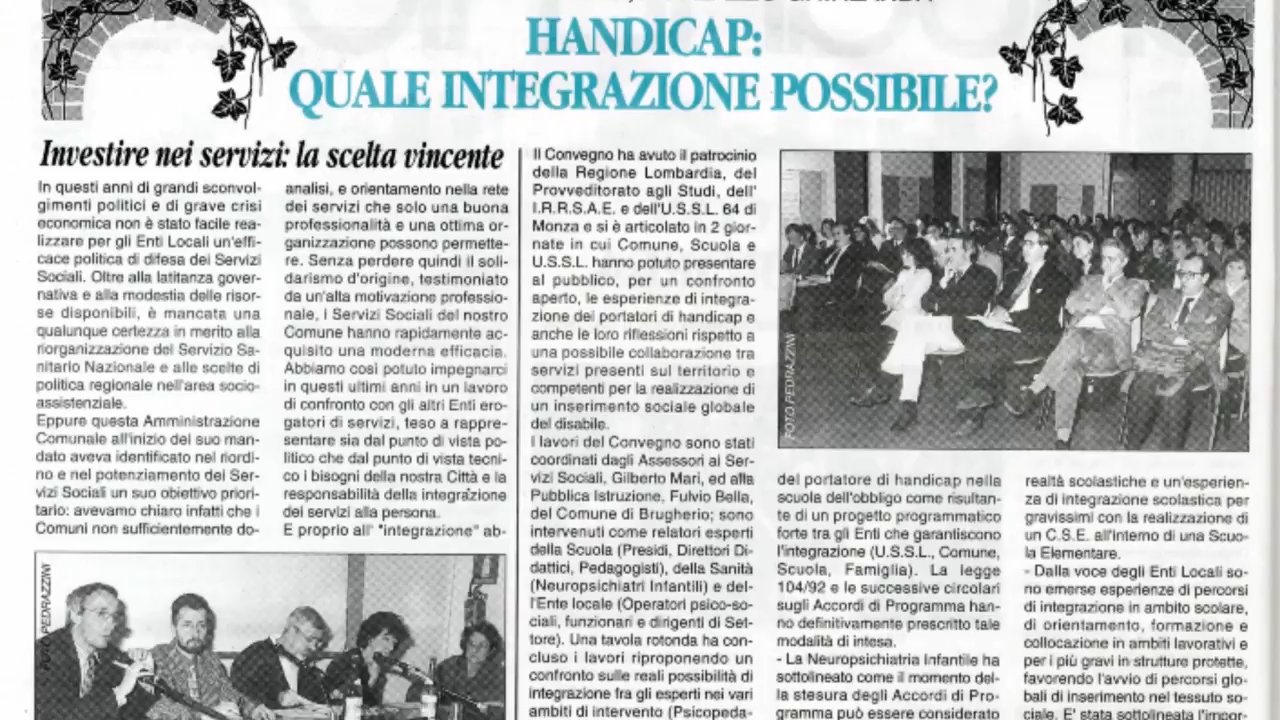 HANDICAP:
QUALE INTEGRAZIONE POSSIBILE?
Investire nei servizi: la scelta vincente
In questi anni di grandi sconvol-
gimenti politici e di grave crisi
economica non è stato facile rea-
lizzare per gli Enti Locali un'effi-
cace politica di difesa dei Servizi
Sociali. Oltre alla latitanza gover-
nativa e alla modestia delle risor-
se disponibili, è mancata una
qualunque certezza in merito alla
riorganizzazione del Servizio Sa-
nitario Nazionale e alle scelte di
politica regionale nell'area socio-
assistenziale.
Eppure questa Amministrazione
Comunale all'inizio del suo man-
dato aveva identificato nel riordi-
no e nel potenziamento dei Ser-
vizi Sociali un suo obiettivo priori-
tario: avevamo chiaro infatti che i
Comuni non sufficientemente do-
analisi, e orientamento nella rete
dei servizi che solo una buona
professionalità e una ottima or-
ganizzazione possono permette-
re. Senza perdere quindi il soli-
darismo d'origine, testimoniato
da un'alta motivazione professio-
nale, i Servizi Sociali del nostro
Comune hanno rapidamente ac-
quisito una moderna efficacia.
Abbiamo così potuto impegnarci
in questi ultimi anni in un lavoro
di confronto con gli altri Enti ero-
gatori di servizi, teso a rappre-
sentare sia dal punto di vista po-
litico che dal punto di vista tecni-
co i bisogni della nostra Città e la
responsabilità della integrazione
dei servizi alla persona.
E proprio all' "integrazione" ab-
PEDRAZZINI
Il Convegno ha avuto il patrocinio
della Regione Lombardia, del
Provveditorato agli Studi, dell'
I.R.R.S.A.E. e dell'U.S.S.L. 64 di
Monza e si è articolato in 2 gior-
nate in cui Comune, Scuola e
U.S.S.L. hanno potuto presentare
al pubblico, per un confronto
aperto, le esperienze di integra-
zione dei portatori di handicap e
anche le loro riflessioni rispetto a
una possibile collaborazione tra
servizi presenti sul territorio e
competenti per la realizzazione di
un inserimento sociale globale
del disabile.
I lavori del Convegno sono stati
coordinati dagli Assessori ai Ser-
vizi Sociali, Gilberto Mari, ed alla
Pubblica Istruzione, Fulvio Bella,
del Comune di Brugherio; sono
intervenuti come relatori esperti
della Scuola (Presidi, Direttori Di-
dattici, Pedagogisti), della Sanità
(Neuropsichiatri Infantili) e del-
l'Ente locale (Operatori psico-so-
ciali, funzionari e dirigenti di Set-
tore). Una tavola rotonda ha con-
cluso i lavori riproponendo un
confronto sulle reali possibilità di
integrazione fra gli esperti nei vari
ambiti di intervento (Psicopeda-
FOTO PEDRAZZINI
del portatore di handicap nella
scuola dell'obbligo come risultan-
te di un progetto programmatico
forte tra gli Enti che garantiscono
l'integrazione (U.S.S.L., Comune,
Scuola, Famiglia). La legge
104/92 e le successive circolari
sugli Accordi di Programma han-
no definitivamente prescritto tale
modalità di intesa.
- La Neuropsichiatria Infantile ha
sottolineato come il momento del-
la stesura degli Accordi di Pro-
gramma può essere considerato
realtà scolastiche e un'esperien-
za di integrazione scolastica per
gravissimi con la realizzazione di
un C.S.E. all'interno di una Scuo-
la Elementare.
- Dalla voce degli Enti Locali so-
no emerse esperienze di percorsi
di integrazione in ambito scolare,
di orientamento, formazione e
collocazione in ambiti lavorativi e
per i più gravi in strutture protette,
favorendo l'avvio di percorsi glo-
bali di inserimento nel tessuto so-
ciale. E' stata sottolineata l'impor-